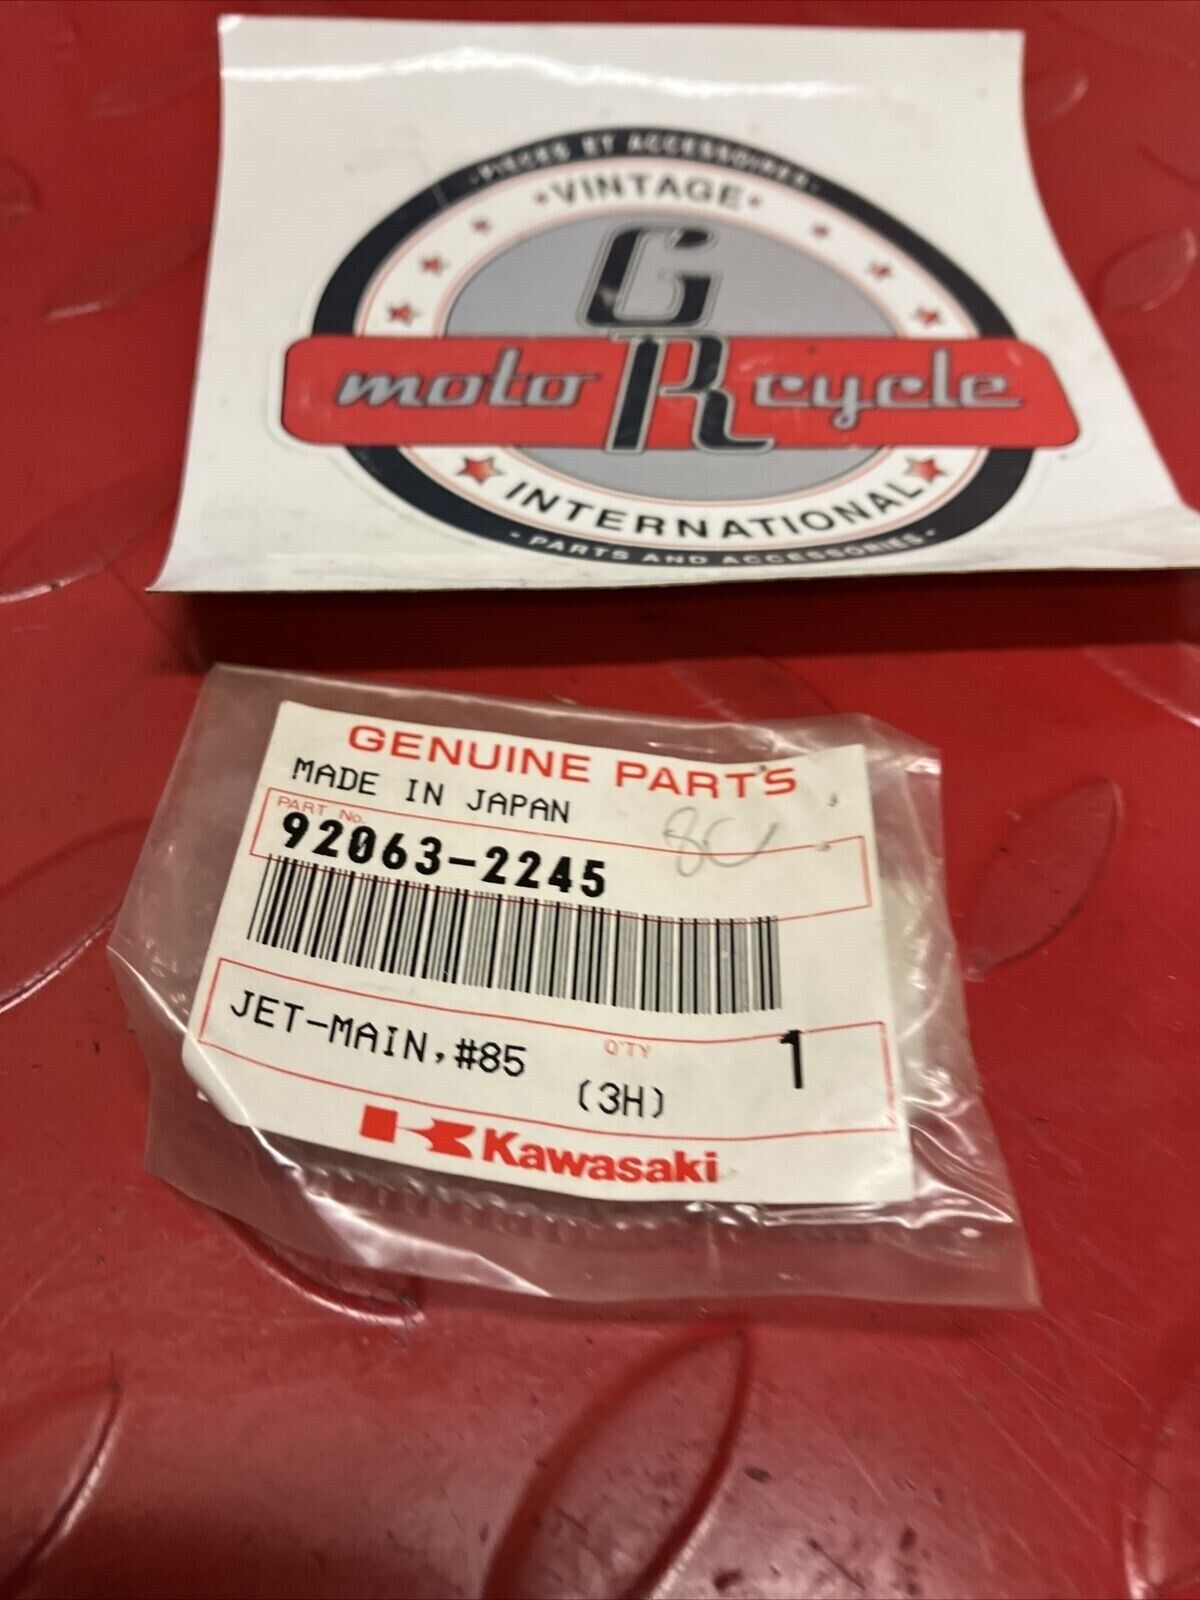 ·PIECES ET ACCESSOIRES·
•VINTAGE•
G
moto R cycle
INTERNATIONAL
·PARTS AND ACCESSORIES·
GENUINE PARTS
MADE IN JAPAN
PART No.
92063-2245
JET-MAIN,#85
Q'TY
1
(3H)
Kawasaki